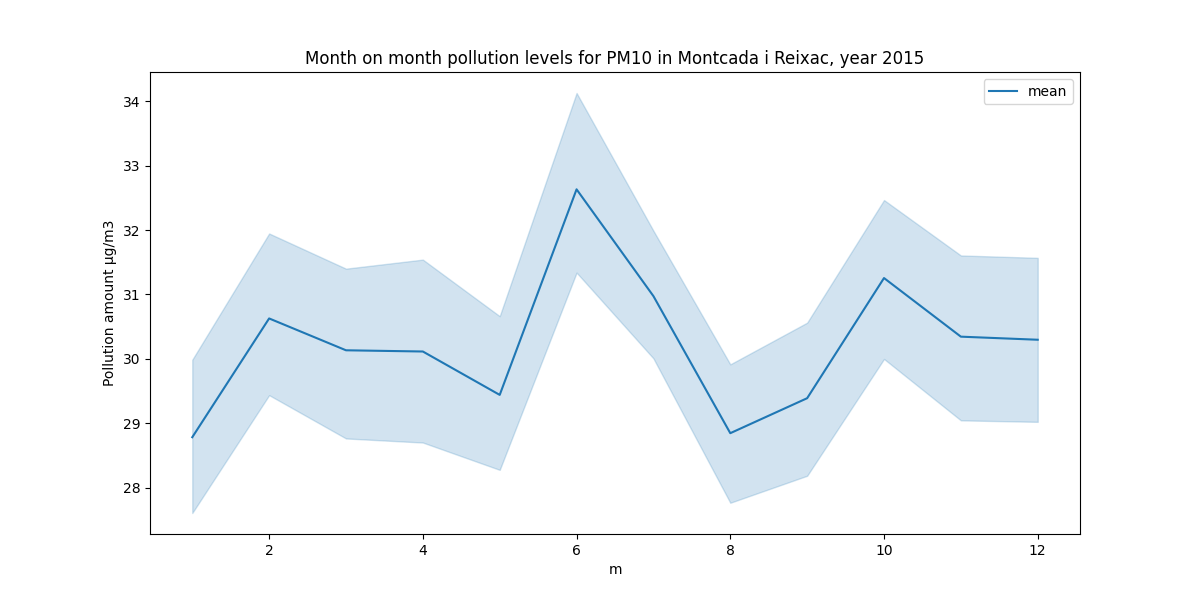 Month on month pollution levels for PM10 in Montcada i Reixac, year 2015
mean
34
33
32
31
30
29
28
Pollution amount µg/m3
2 4 6 8 10 12
m